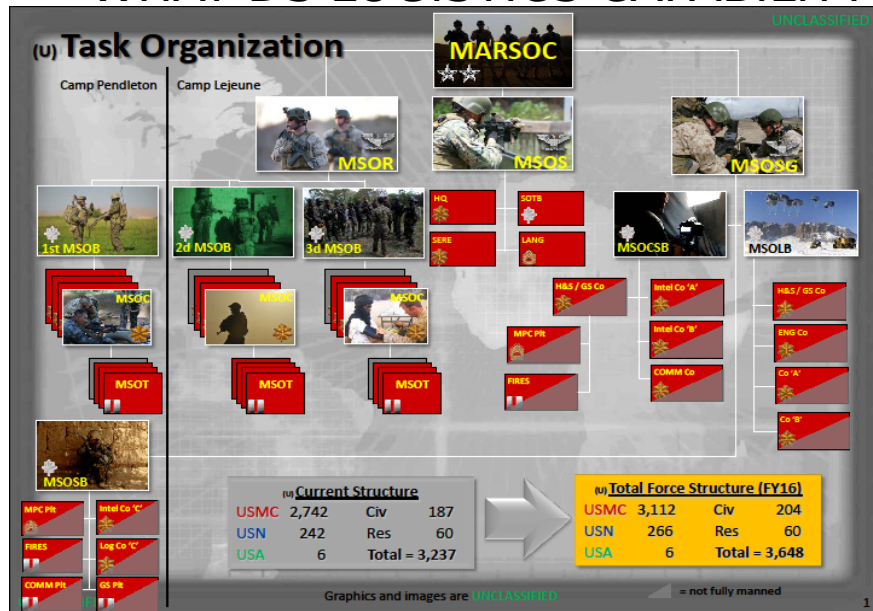 DO LOGISTICS
UNCLASSIFIED
(U) Task Organization
MARSOC
Camp Pendleton
Camp Lejeune
MSOR
MSOS
MSOSG
1st MSOB
2d MSOB
3d MSOB
HQ
SOTB
SERE
LANG
MSOCSB
MSOLB
MSOC
MSOC
MSOC
H&S / GS Co
Intel Co 'A'
H&S / GS Co
MPC Plt
Intel Co 'B'
ENG Co
FIRES
COMM Co
Co 'A'
Co 'B'
MSOT
MSOT
MSOT
MSOSB
MPC Plt
Intel Co 'C'
FIRES
Log Co 'C'
COMM Plt
GS Plt
(U) Current Structure
USMC 2,742 Civ 187
USN 242 Res 60
USA 6 Total = 3,237
(U) Total Force Structure (FY16)
USMC 3,112 Civ 204
USN 266 Res 60
USA 6 Total = 3,648
Graphics and images are UNCLASSIFIED
= not fully manned
1